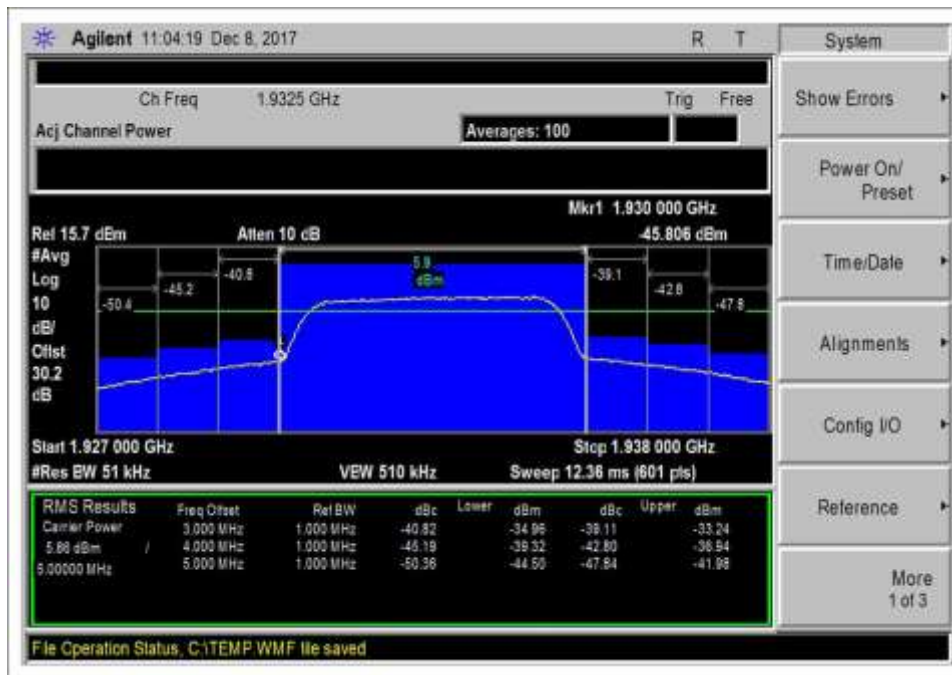 Agilent 11:04:19 Dec 8, 2017 R T
System
Ch Freq 1.9325 GHz Trig Free
Acj Channel Power Averages: 100
Show Errors
Power On/
Preset
Mkr1 1.930 000 GHz
Rel 15.7 dBm Atten 10 dB -45.806 dBm
#Avg
Log
10
dB/
Offst
30.2
dB
-50.4 -45.2 -40.8 5.9 dBm -39.1 -42.8 -47.8
Time/Date
Alignments
Config I/O
Start 1.927 000 GHz Stop 1.938 000 GHz
#Res BW 51 kHz VBW 510 kHz Sweep 12.36 ms (601 pts)
RMS Results Freq Offset Ref BW dBc Lower dBm dBc Upper dBm
Carrier Power 3.000 MHz 1.000 MHz -40.82 -34.96 -39.11 -33.24
5.86 dBm / 4.000 MHz 1.000 MHz -45.19 -39.32 -42.80 -36.94
5.00000 MHz 5.000 MHz 1.000 MHz -50.36 -44.50 -47.84 -41.98
Reference
More
1 of 3
File Operation Status, C:\TEMP.WMF file saved